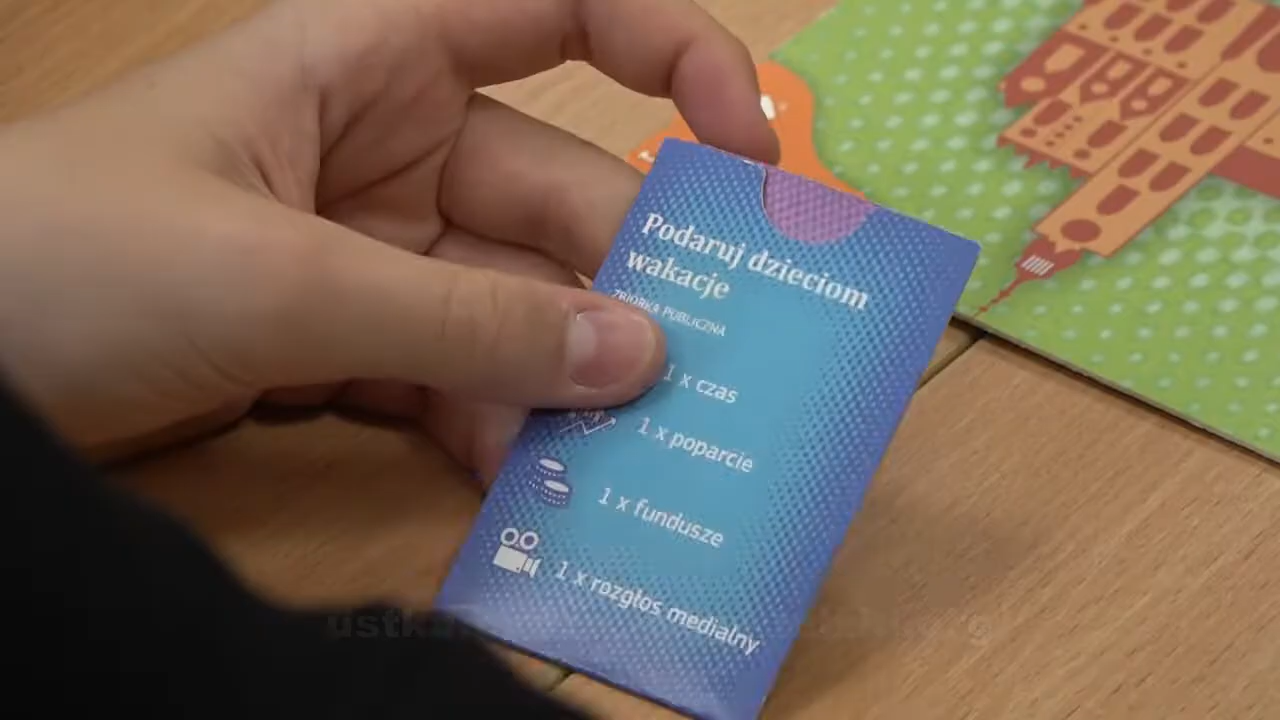 Podaruj dzieciom
wakacje
ZBIÓRKA PUBLICZNA
1 x czas
1 x poparcie
1 x fundusze
1 x rozgłos medialny